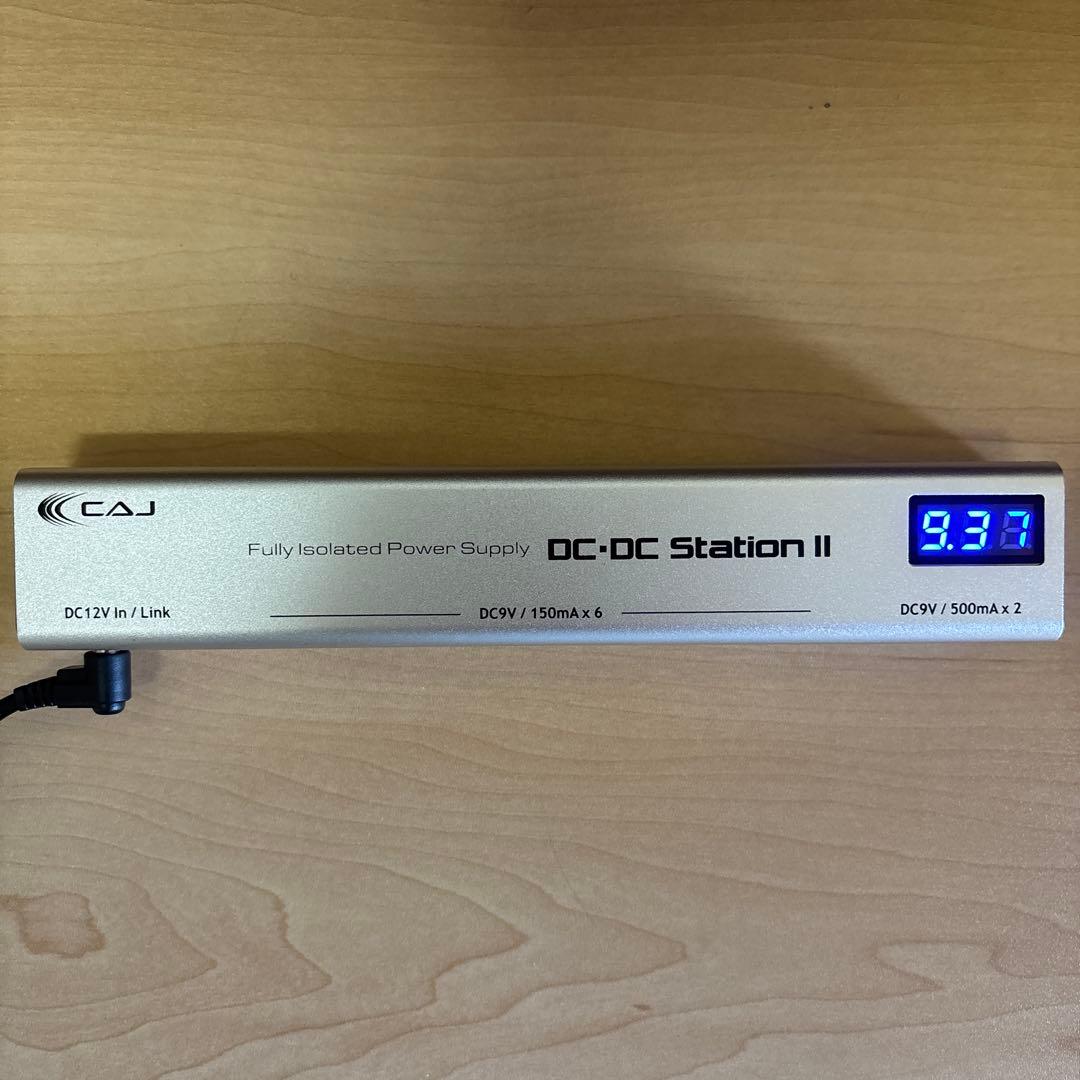 CAJ
Fully Isolated Power Supply DC·DC Station II
9.37
DC12V In / Link
DC9V / 150mA x 6
DC9V / 500mA x 2